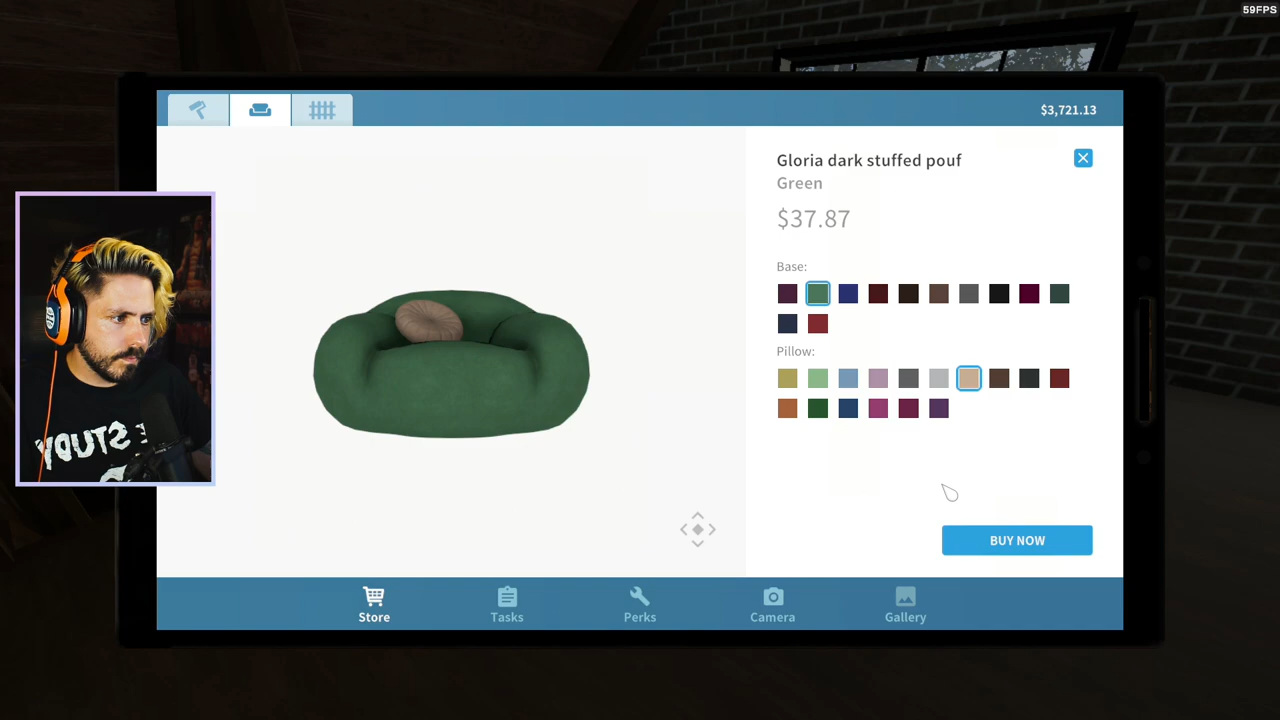 59FPS
$3,721.13
Gloria dark stuffed pouf
Green
$37.87
Base:
Pillow:
BUY NOW
Store
Tasks
Perks
Camera
Gallery
STUDY